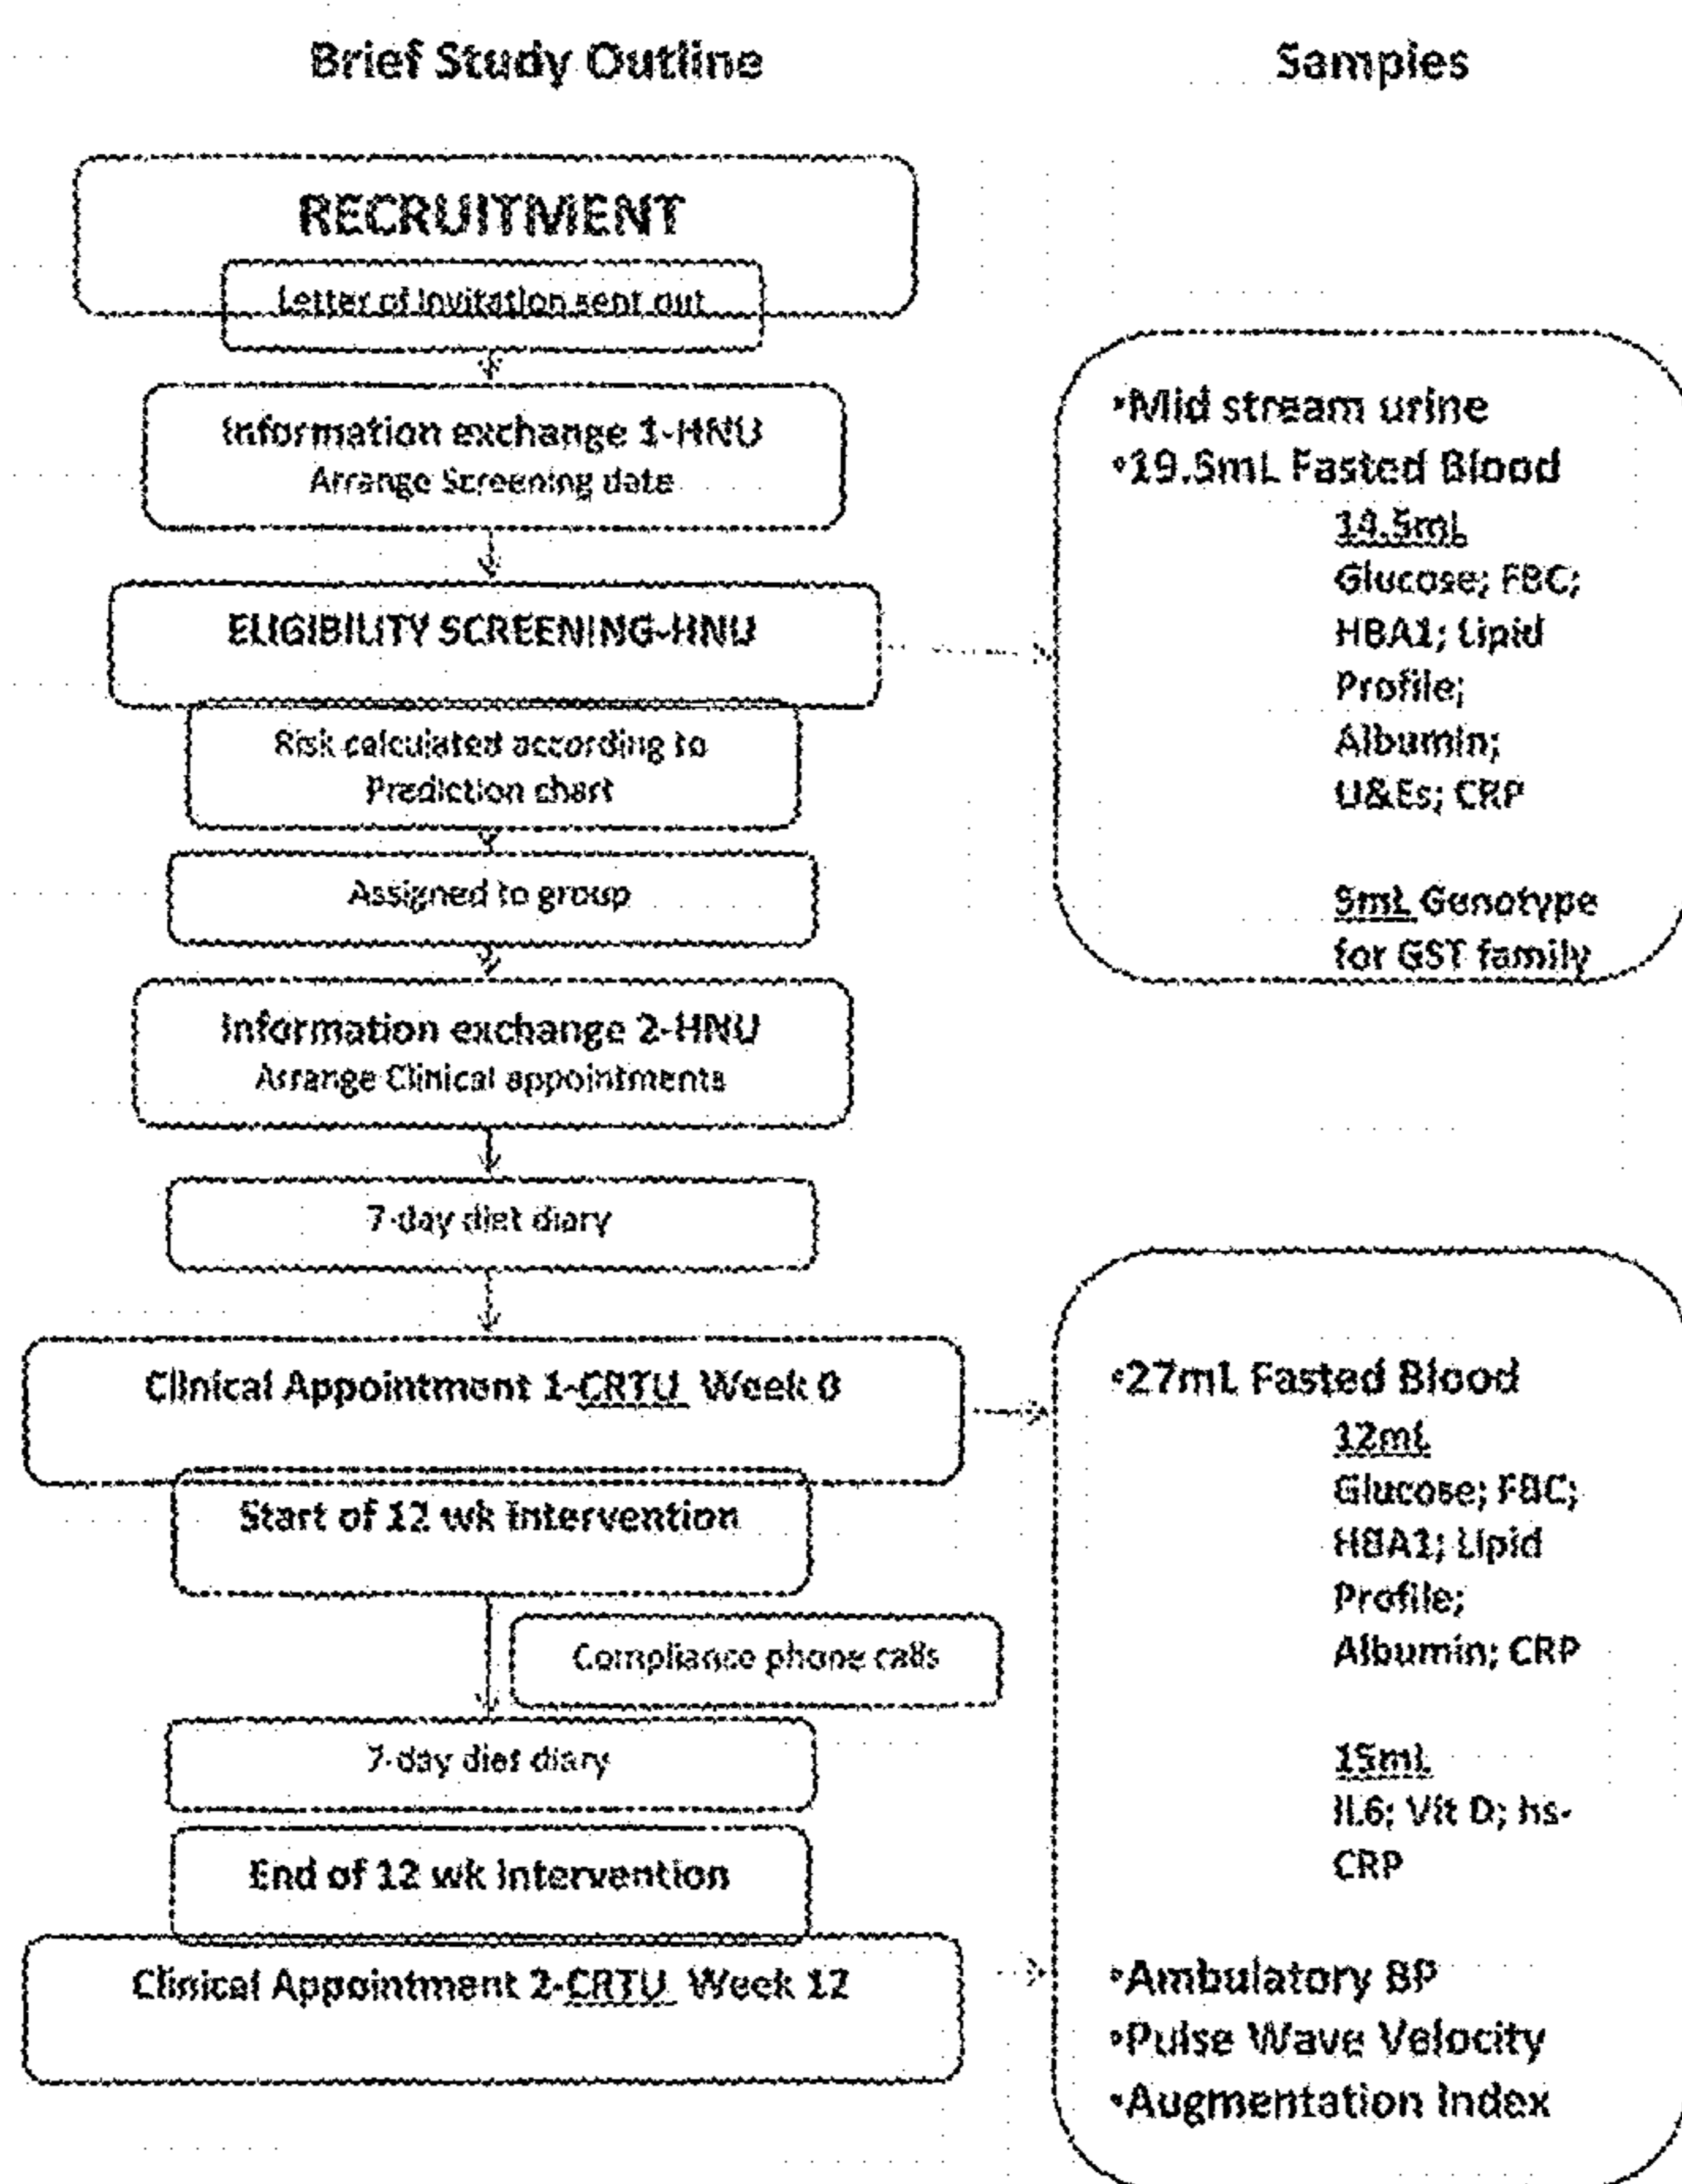 Brief Study Outline
Samples
RECRUITMENT
Letter of Invitation sent out
Information exchange 1-HNU
Arrange Screening date
ELIGIBILITY SCREENING-HNU
Risk calculated according to
Prediction chart
Assigned to group
Information exchange 2-HNU
Arrange Clinical appointments
7-day diet diary
Clinical Appointment 1-CRTU Week 0
Start of 12 wk Intervention
Compliance phone calls
7-day diet diary
End of 12 wk Intervention
Clinical Appointment 2-CRTU Week 12
•Mid stream urine
•19.5mL Fasted Blood
14.5mL
Glucose; FBC;
HBA1; Lipid
Profile;
Albumin;
U&Es; CRP
5mL Genotype
for GST family
•27mL Fasted Blood
12mL
Glucose; FBC;
HBA1; Lipid
Profile;
Albumin; CRP
15mL
IL6; Vit D; hs-
CRP
•Ambulatory BP
•Pulse Wave Velocity
•Augmentation Index